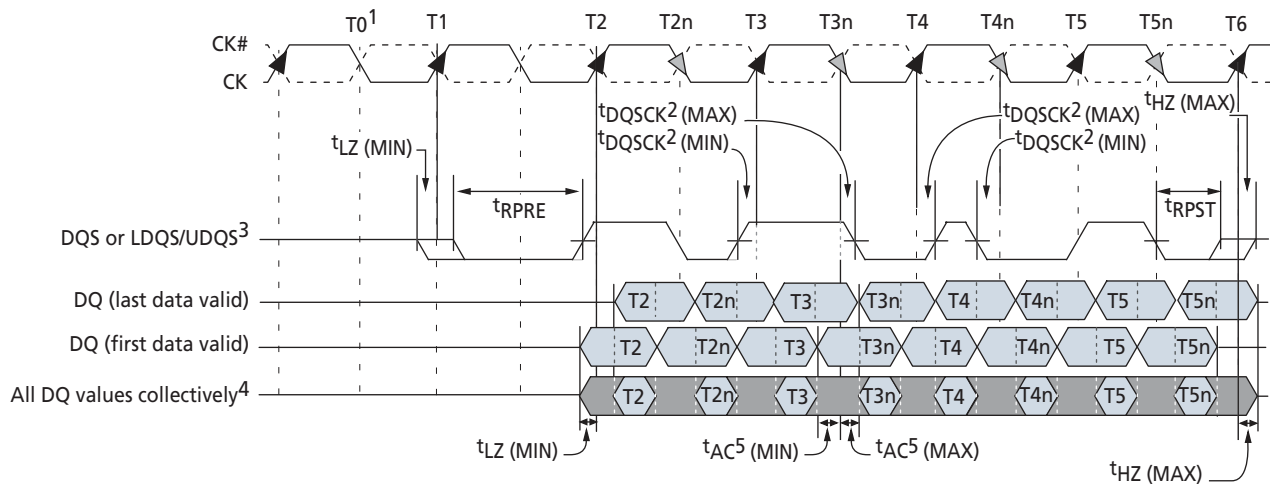 T0¹ T1 T2 T2n T3 T3n T4 T4n T5 T5n T6
CK#
CK
tHZ (MAX)
tDQSCK² (MAX) tDQSCK² (MAX)
tDQSCK² (MIN) tDQSCK² (MIN)
tLZ (MIN)
tRPRE tRPST
DQS or LDQS/UDQS³
DQ (last data valid) T2 T2n T3 T3n T4 T4n T5 T5n
DQ (first data valid) T2 T2n T3 T3n T4 T4n T5 T5n
All DQ values collectively⁴ T2 T2n T3 T3n T4 T4n T5 T5n
tLZ (MIN) tAC⁵ (MIN) tAC⁵ (MAX)
tHZ (MAX)